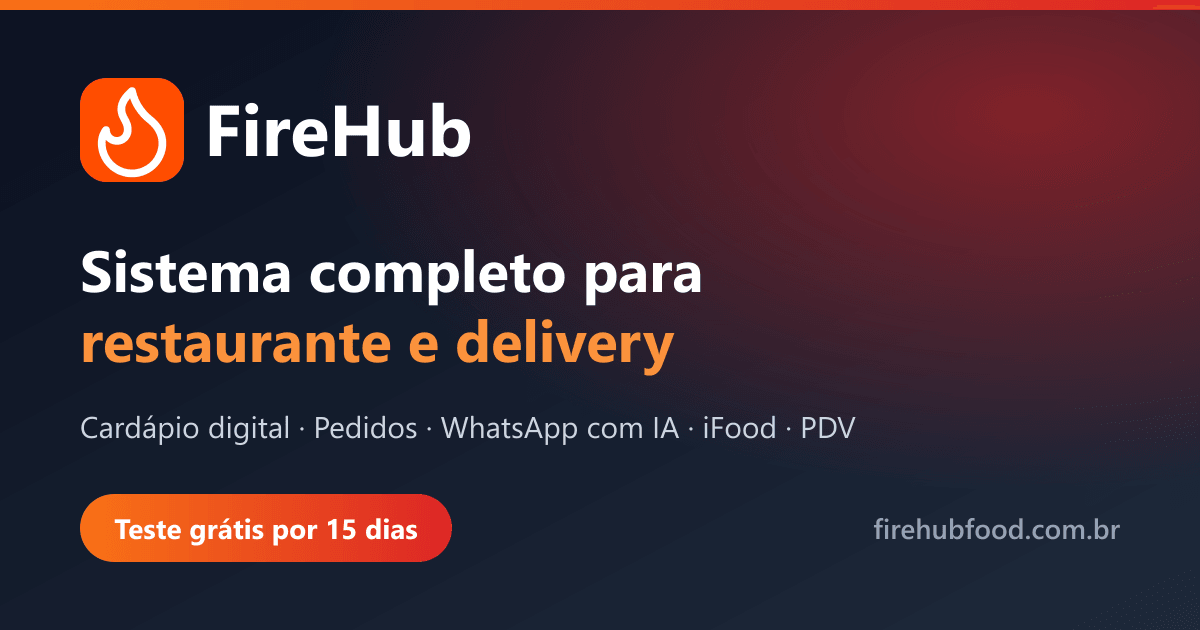 FireHub
Sistema completo para
restaurante e delivery
Cardápio digital · Pedidos · WhatsApp com IA · iFood · PDV
Teste grátis por 15 dias
firehubfood.com.br